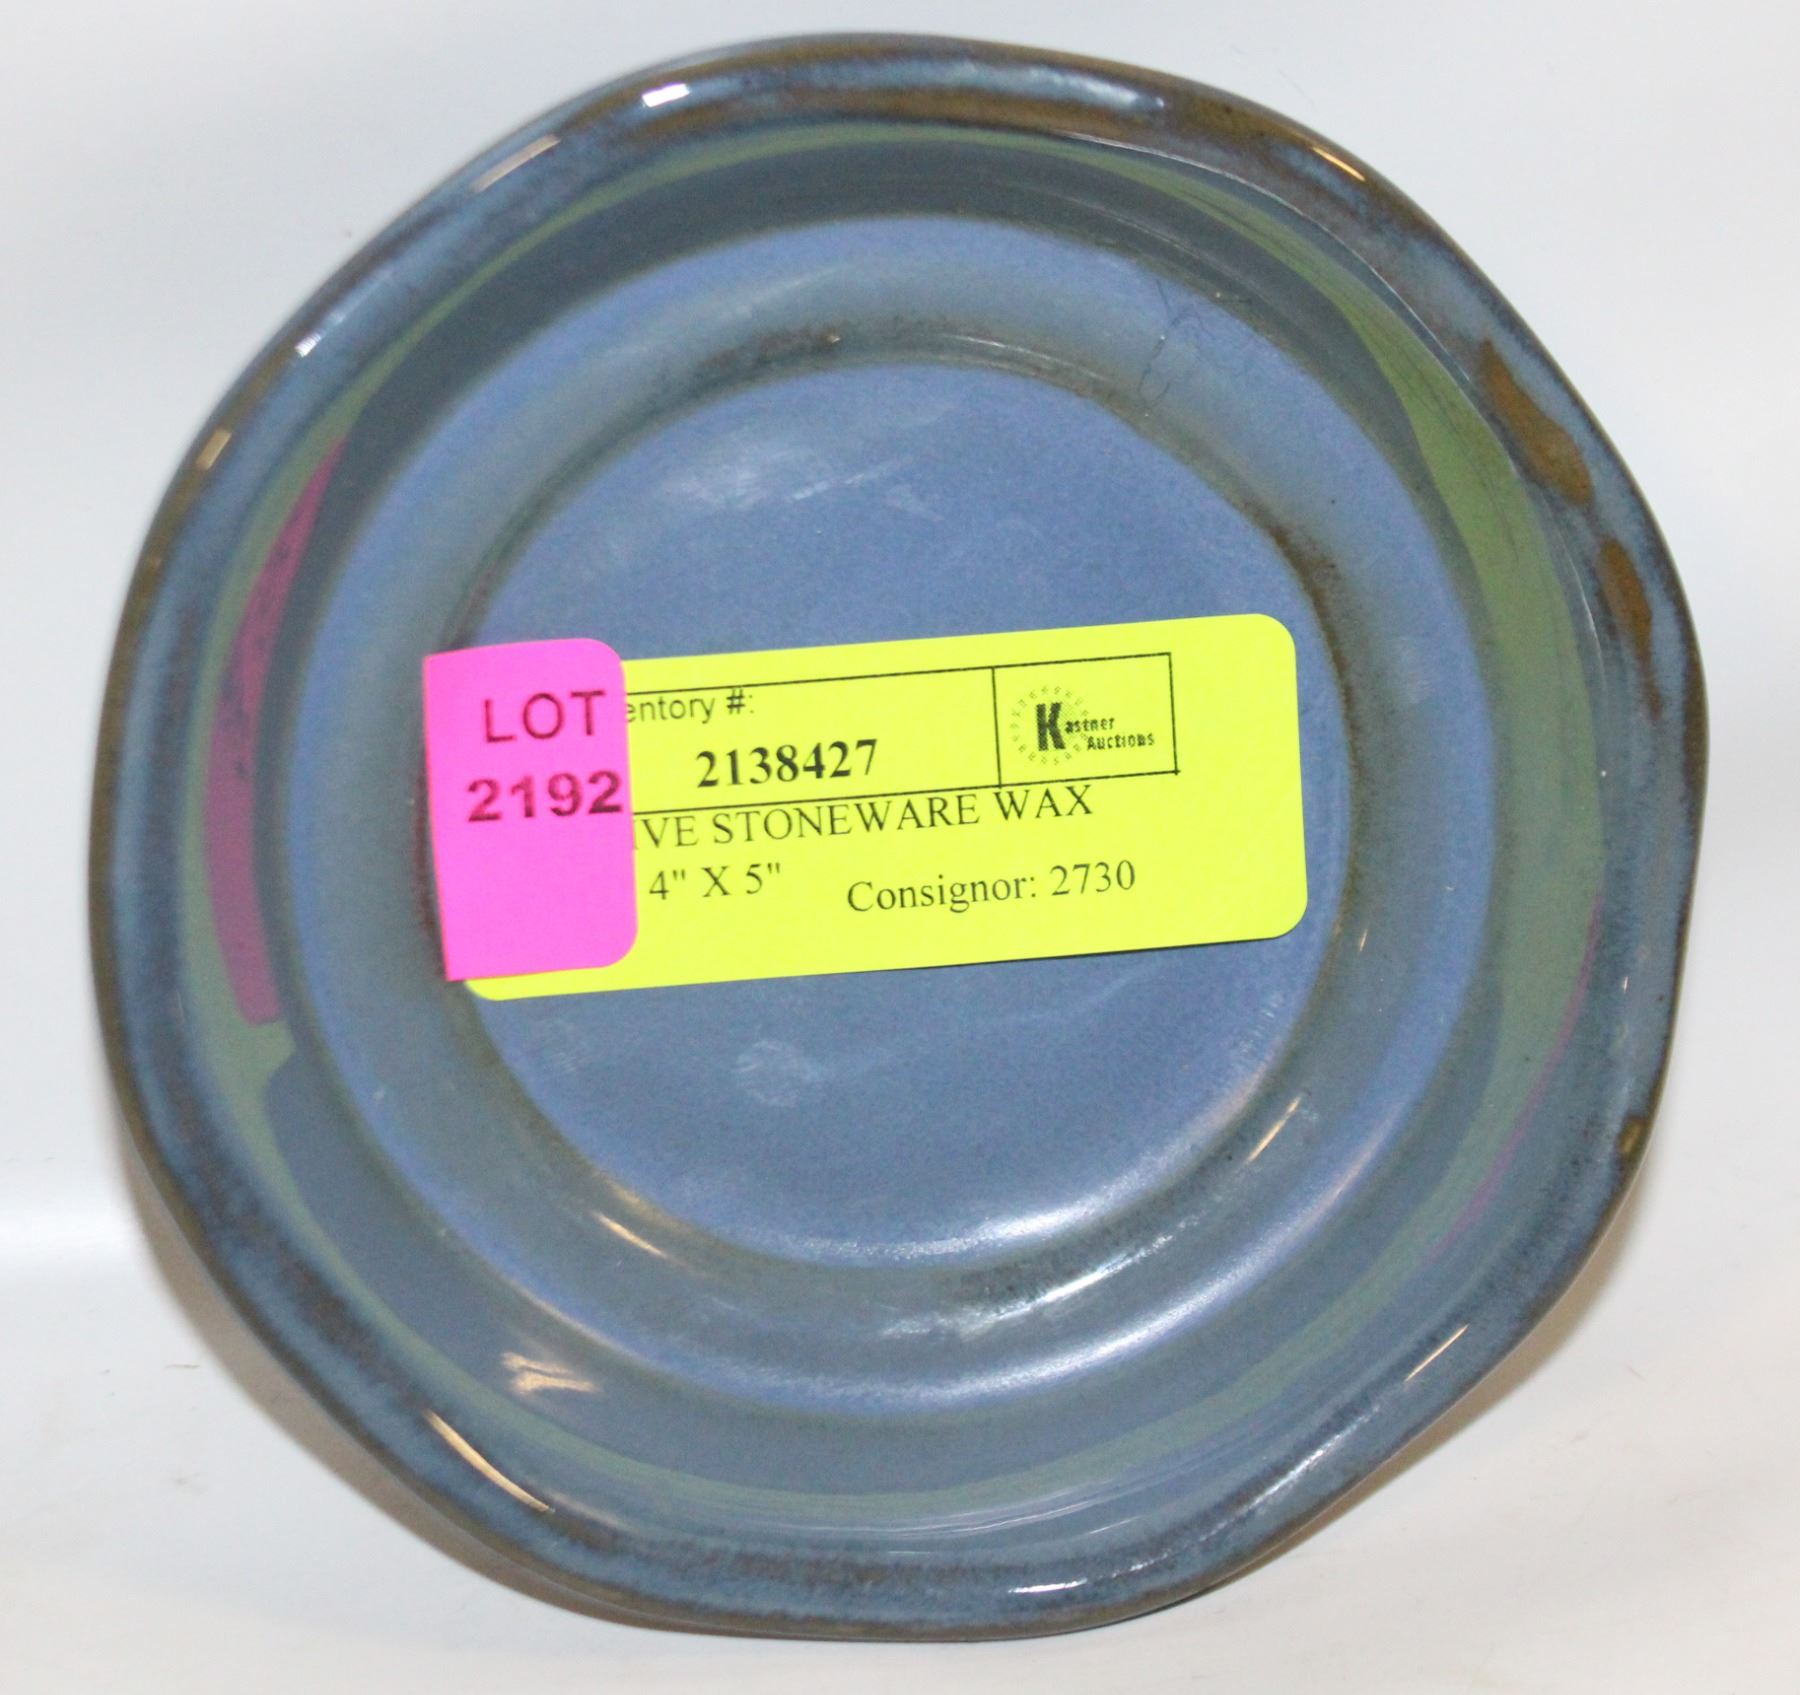 LOT
2192
entory #:
2138427
Kastner
Auctions
IVE STONEWARE WAX
4" X 5"
Consignor: 2730